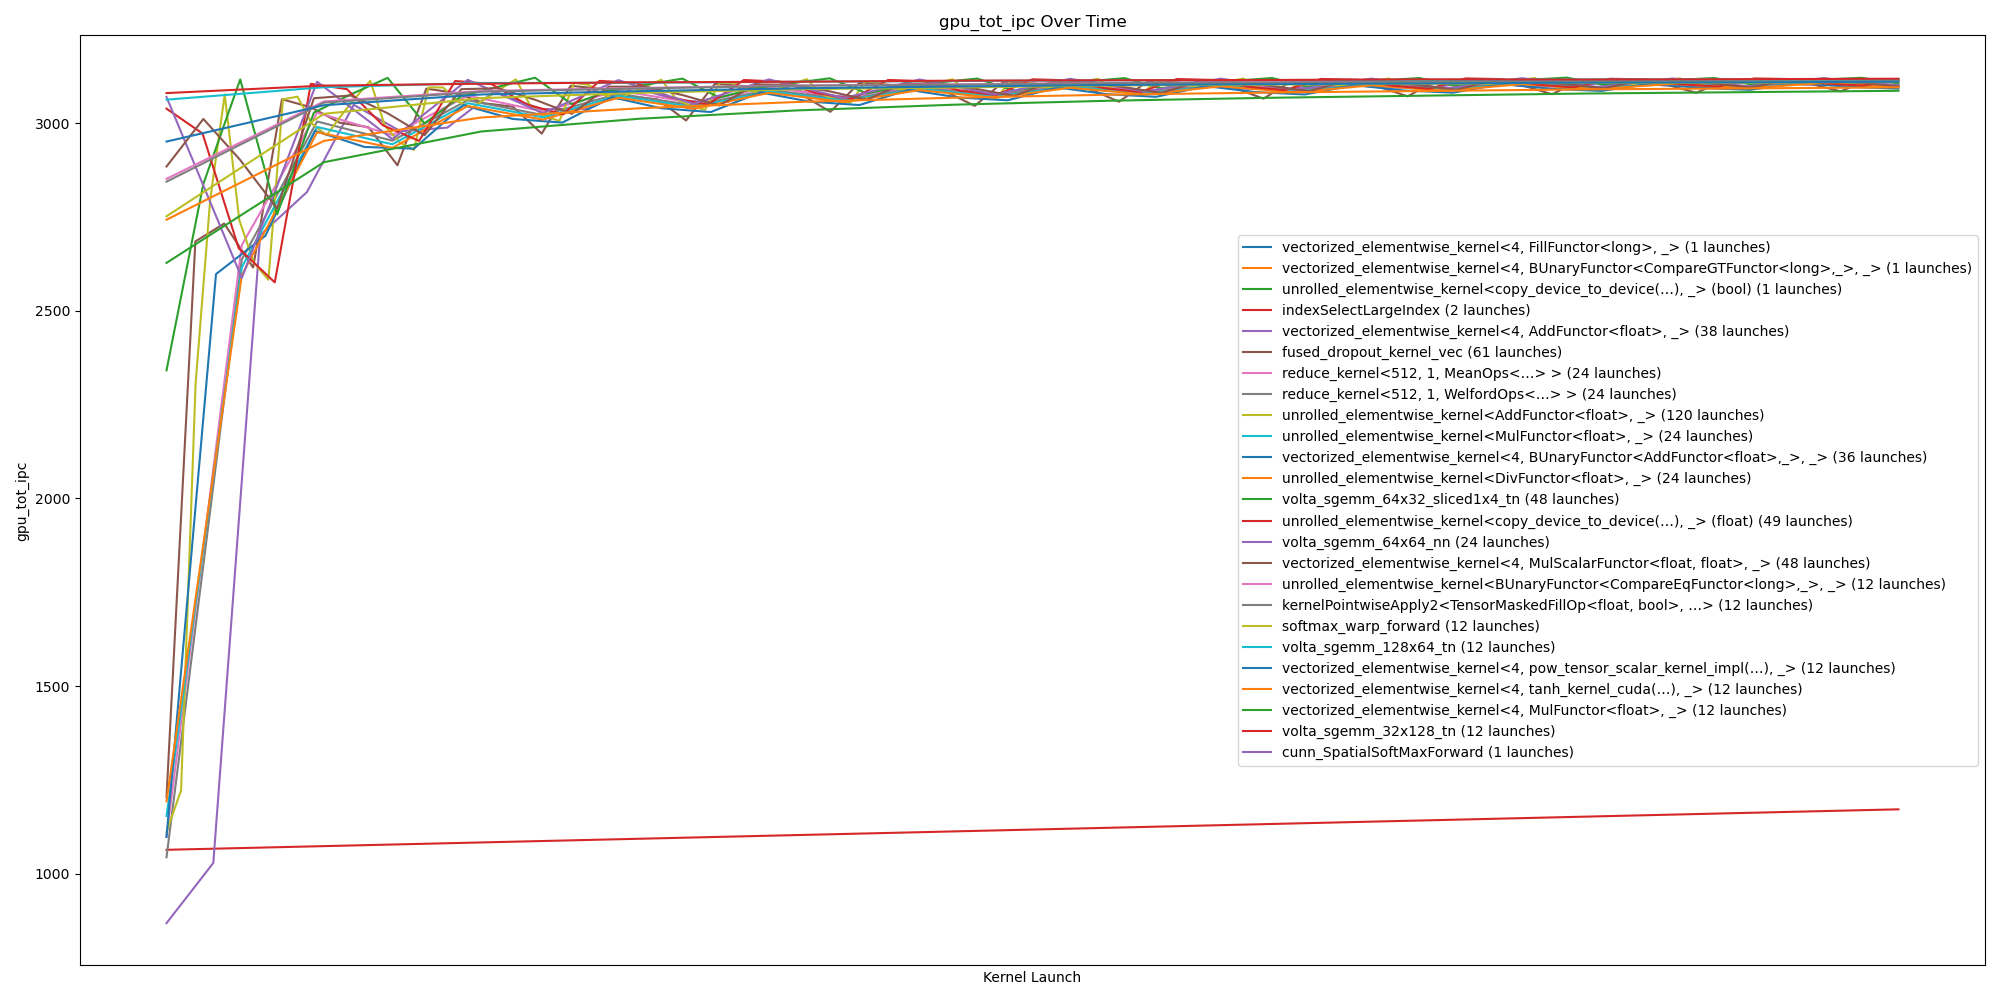 gpu_tot_ipc Over Time
gpu_tot_ipc
3000
2500
2000
1500
1000
vectorized_elementwise_kernel<4, FillFunctor<long>, _> (1 launches)
vectorized_elementwise_kernel<4, BUnaryFunctor<CompareGTFunctor<long>,_>, _> (1 launches)
unrolled_elementwise_kernel<copy_device_to_device(...), _> (bool) (1 launches)
indexSelectLargeIndex (2 launches)
vectorized_elementwise_kernel<4, AddFunctor<float>, _> (38 launches)
fused_dropout_kernel_vec (61 launches)
reduce_kernel<512, 1, MeanOps<...> > (24 launches)
reduce_kernel<512, 1, WelfordOps<...> > (24 launches)
unrolled_elementwise_kernel<AddFunctor<float>, _> (120 launches)
unrolled_elementwise_kernel<MulFunctor<float>, _> (24 launches)
vectorized_elementwise_kernel<4, BUnaryFunctor<AddFunctor<float>,_>, _> (36 launches)
unrolled_elementwise_kernel<DivFunctor<float>, _> (24 launches)
volta_sgemm_64x32_sliced1x4_tn (48 launches)
unrolled_elementwise_kernel<copy_device_to_device(...), _> (float) (49 launches)
volta_sgemm_64x64_nn (24 launches)
vectorized_elementwise_kernel<4, MulScalarFunctor<float, float>, _> (48 launches)
unrolled_elementwise_kernel<BUnaryFunctor<CompareEqFunctor<long>,_>, _> (12 launches)
kernelPointwiseApply2<TensorMaskedFillOp<float, bool>, ...> (12 launches)
softmax_warp_forward (12 launches)
volta_sgemm_128x64_tn (12 launches)
vectorized_elementwise_kernel<4, pow_tensor_scalar_kernel_impl(...), _> (12 launches)
vectorized_elementwise_kernel<4, tanh_kernel_cuda(...), _> (12 launches)
vectorized_elementwise_kernel<4, MulFunctor<float>, _> (12 launches)
volta_sgemm_32x128_tn (12 launches)
cunn_SpatialSoftMaxForward (1 launches)
Kernel Launch